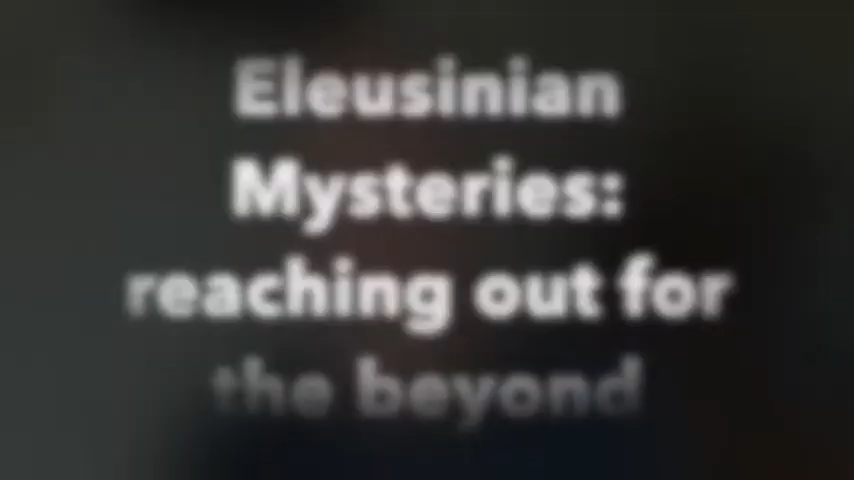 Eleusinian
Mysteries:
reaching out for
the beyond